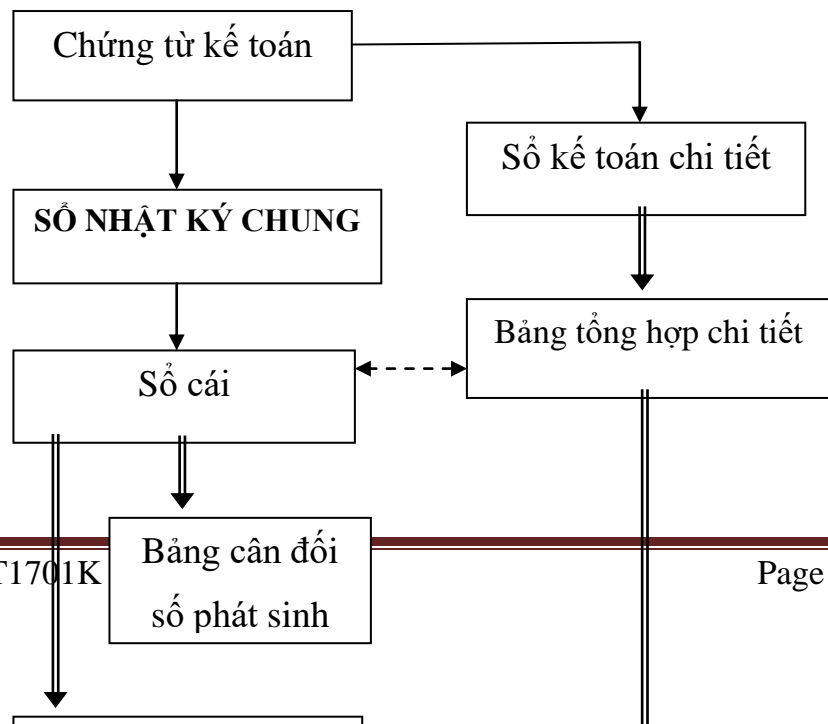 Chứng từ kế toán
Sổ kế toán chi tiết
SỔ NHẬT KÝ CHUNG
Bảng tổng hợp chi tiết
Sổ cái
Bảng cân đối
số phát sinh
T1701K
Page